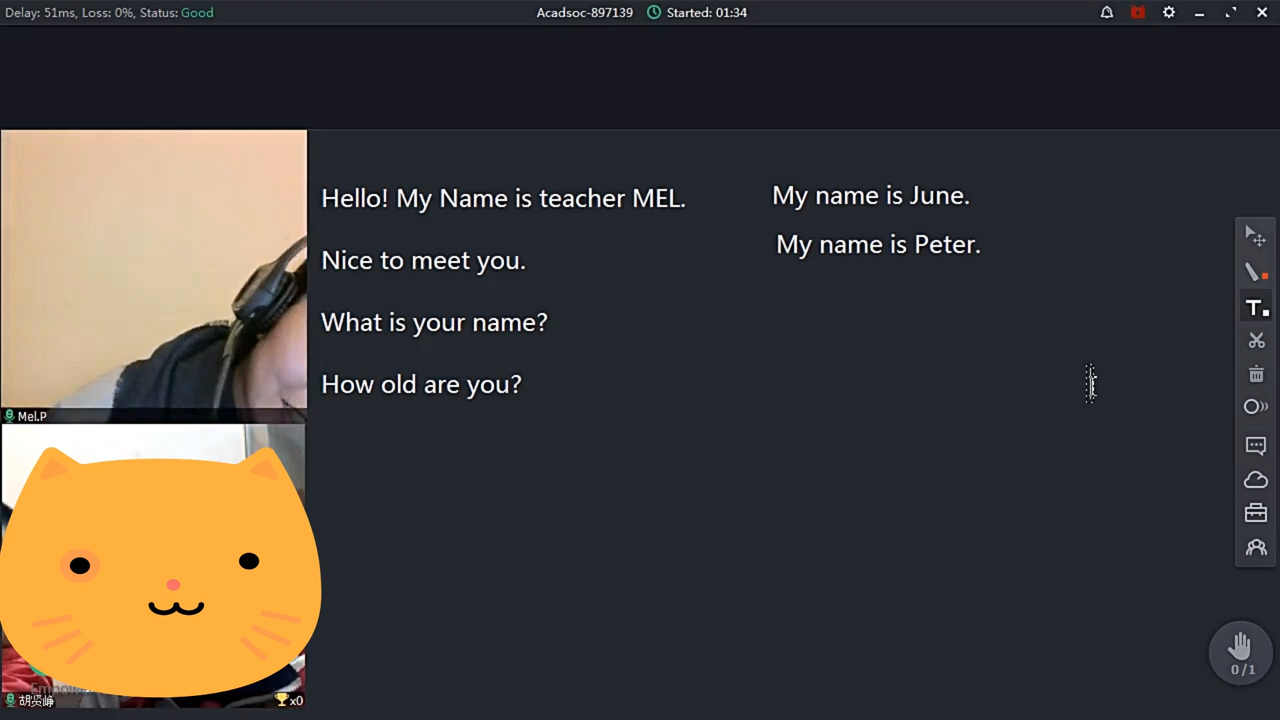 Delay: 51ms, Loss: 0%, Status: Good
Acadsoc-897139
Started: 01:34
Hello! My Name is teacher MEL.
Nice to meet you.
What is your name?
How old are you?
My name is June.
My name is Peter.
Mel.P
胡贤峥
x0
0/1